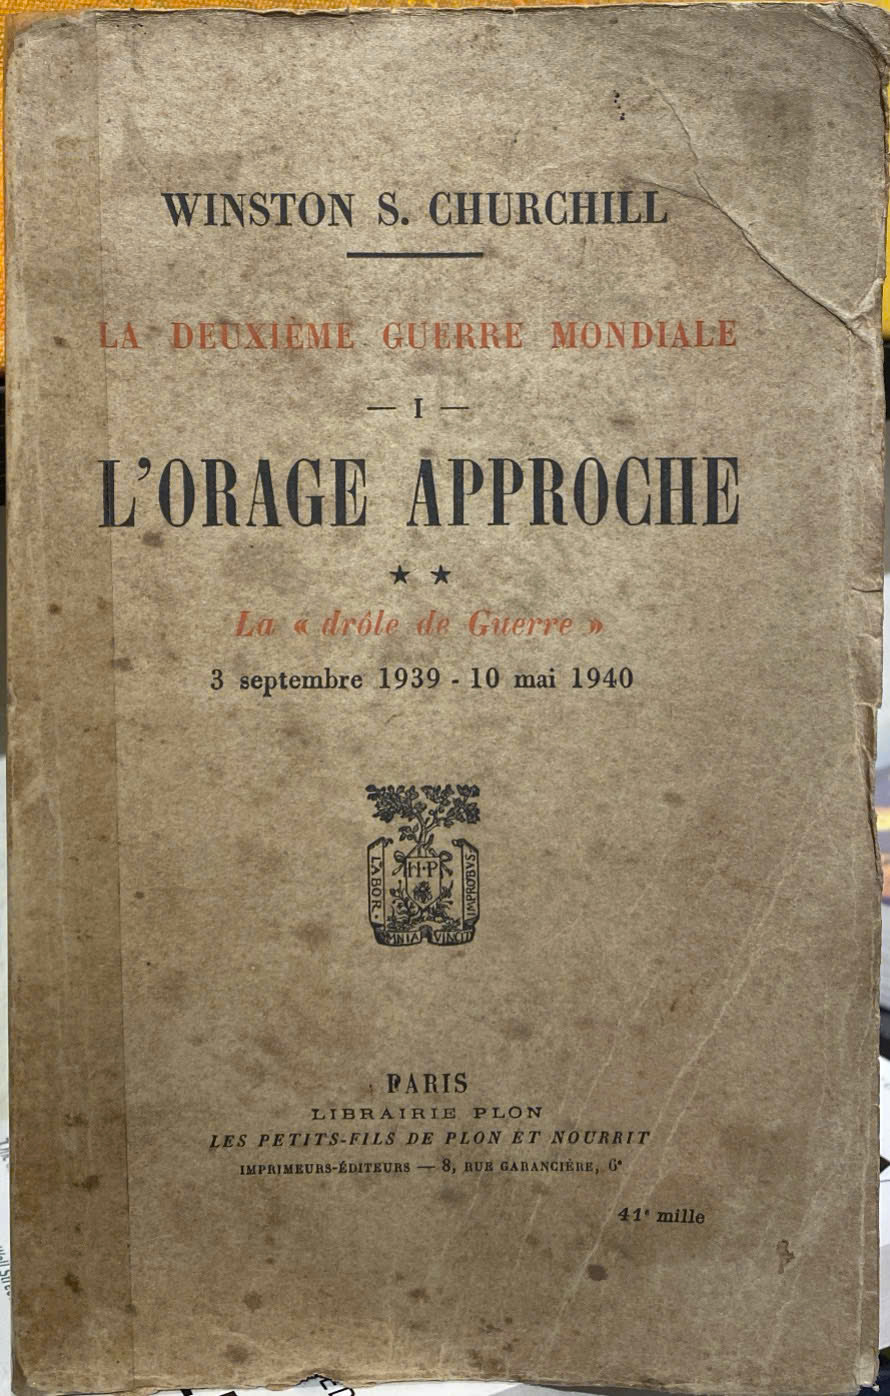 WINSTON S. CHURCHILL
LA DEUXIÈME GUERRE MONDIALE
— I —
L'ORAGE APPROCHE
★ ★
La « drôle de Guerre »
3 septembre 1939 - 10 mai 1940
H·P
LABOR·
IMPROBVS
OMNIA VINCIT
PARIS
LIBRAIRIE PLON
LES PETITS-FILS DE PLON ET NOURRIT
IMPRIMEURS-ÉDITEURS — 8, RUE GARANCIÈRE, 6ᵉ
41ᵉ mille